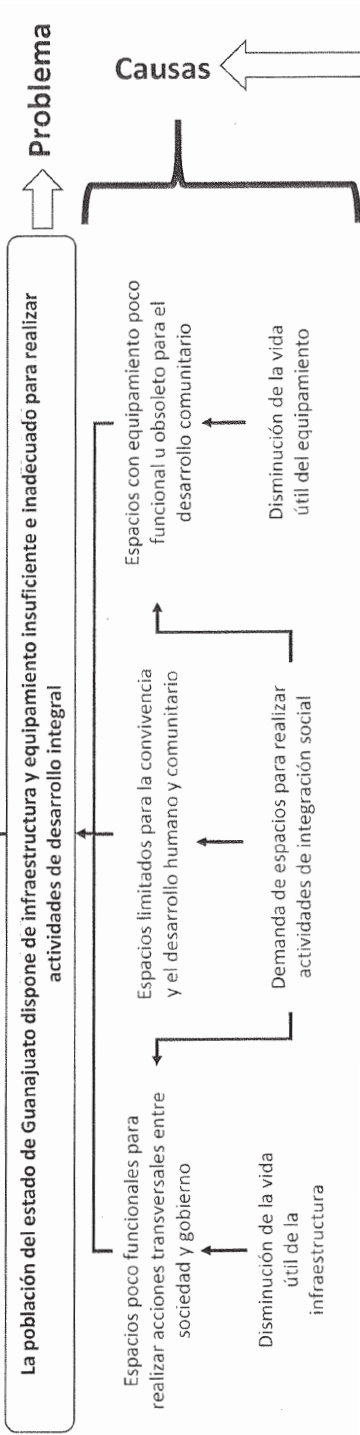 La población del estado de Guanajuato dispone de infraestructura y equipamiento insuficiente e inadecuado para realizar
actividades de desarrollo integral
Problema
Causas
Espacios poco funcionales para
realizar acciones transversales entre
sociedad y gobierno
Espacios limitados para la convivencia
y el desarrollo humano y comunitario
Espacios con equipamiento poco
funcional u obsoleto para el
desarrollo comunitario
Disminución de la vida
útil de la
infraestructura
Demanda de espacios para realizar
actividades de integración social
Disminución de la vida
útil del equipamiento